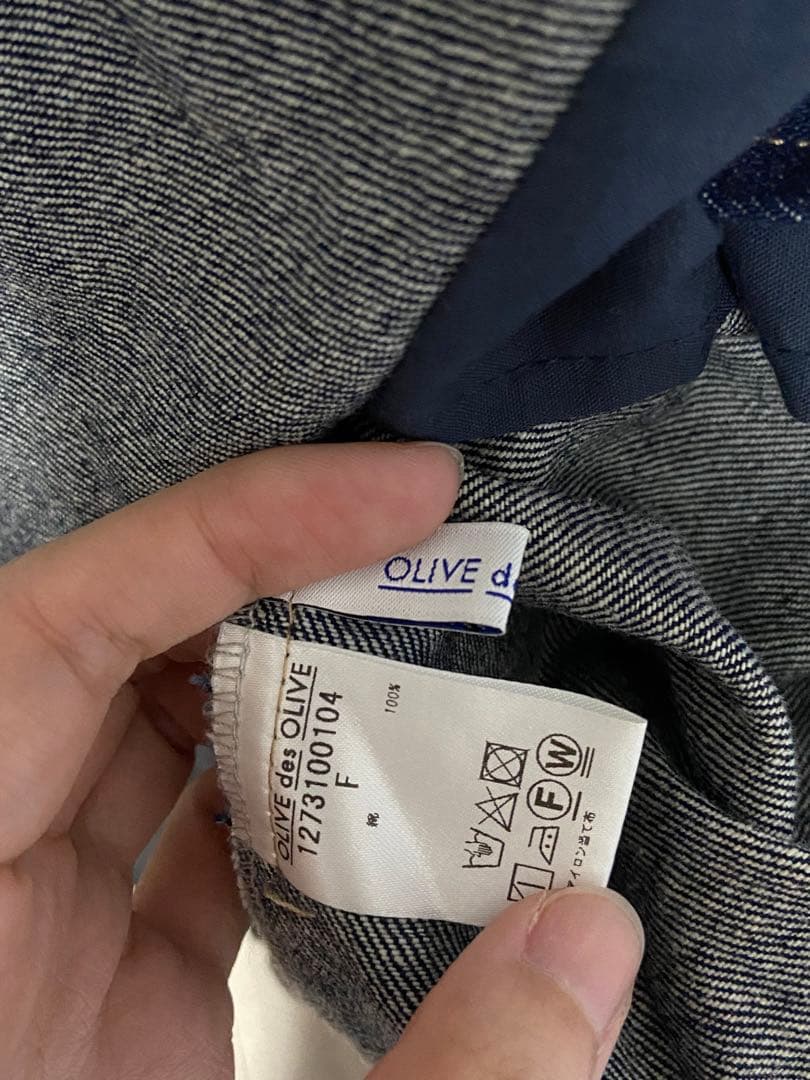 OLIVE d
OLIVE des OLIVE
1273100104
F
綿 100%
F W
アイロン当て布